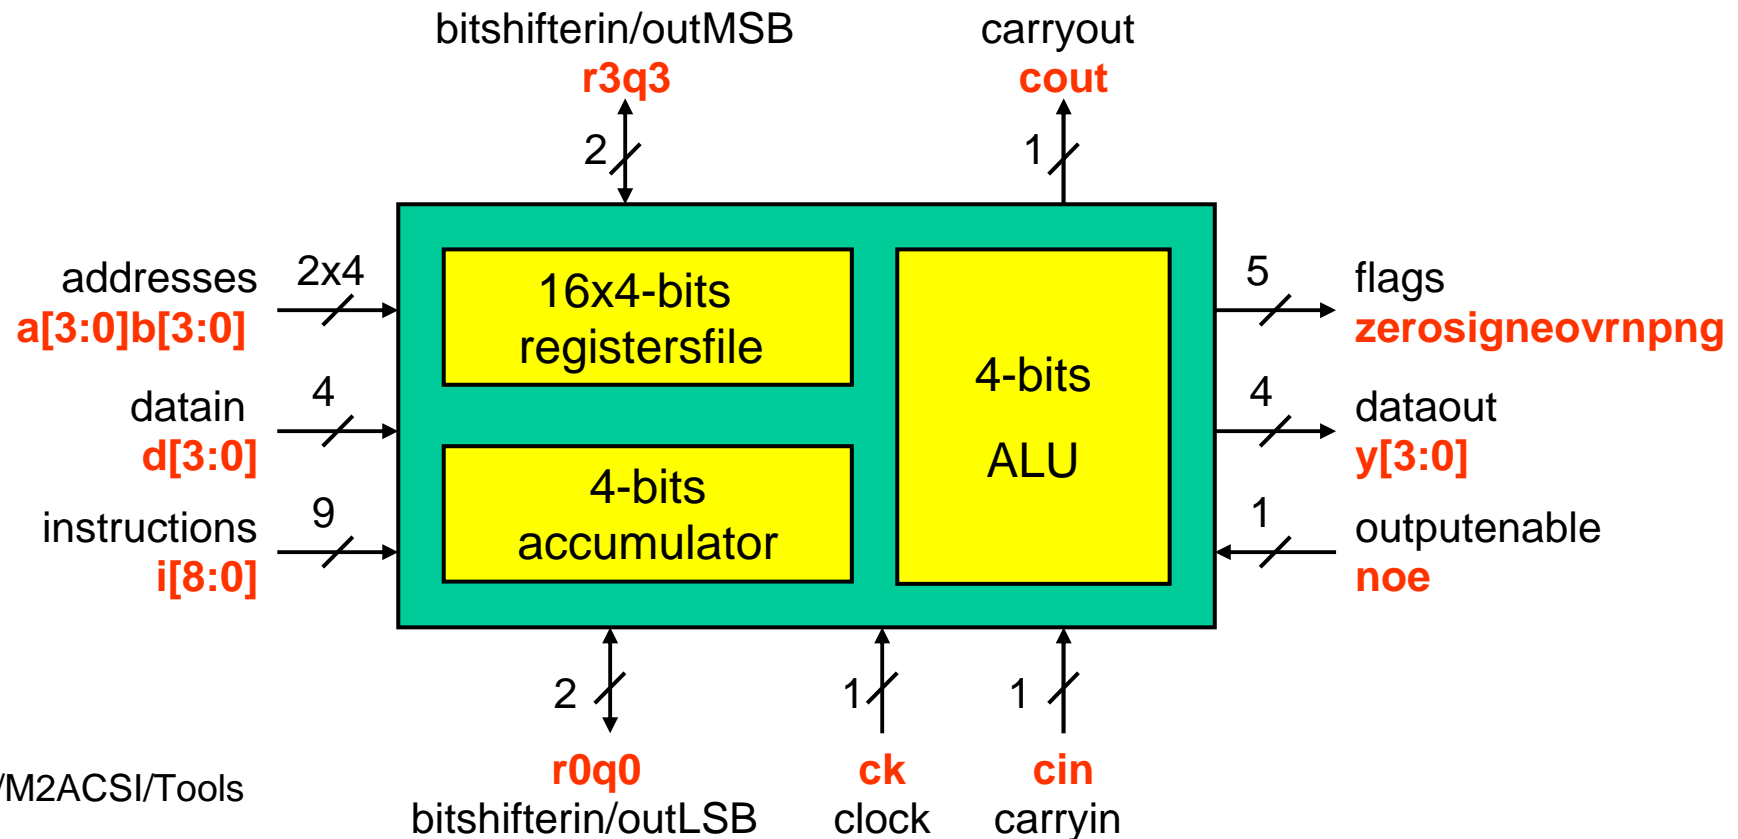 bitshifterin/outMSB
r3q3
carryout
cout
2
1
addresses
a[3:0]b[3:0]
2x4
datain
d[3:0]
4
instructions
i[8:0]
9
16x4-bits
registersfile
4-bits
accumulator
4-bits
ALU
5
flags
zerosigneovrnpng
4
dataout
y[3:0]
1
outputenable
noe
2
1
1
r0q0
bitshifterin/outLSB
ck
clock
cin
carryin
/M2ACSI/Tools